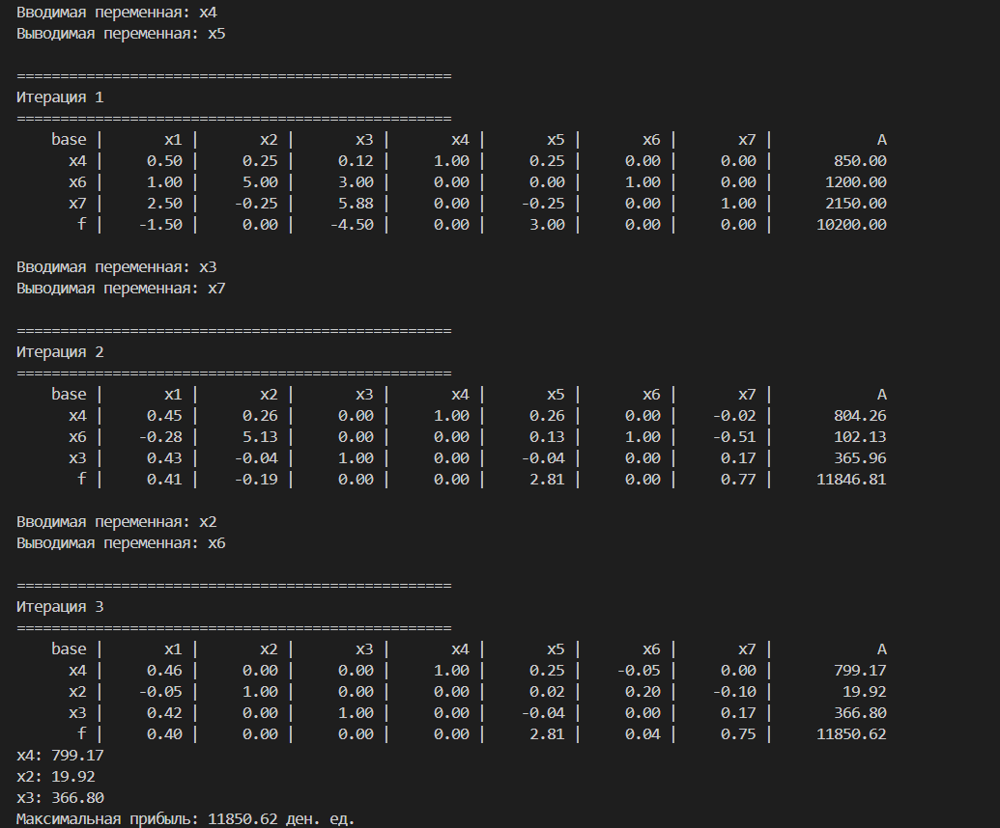 Вводимая переменная: x4
Выводимая переменная: x5
==================================================
Итерация 1
==================================================
base | x1 | x2 | x3 | x4 | x5 | x6 | x7 | A
x4 | 0.50 | 0.25 | 0.12 | 1.00 | 0.25 | 0.00 | 0.00 | 850.00
x6 | 1.00 | 5.00 | 3.00 | 0.00 | 0.00 | 1.00 | 0.00 | 1200.00
x7 | 2.50 | -0.25 | 5.88 | 0.00 | -0.25 | 0.00 | 1.00 | 2150.00
f | -1.50 | 0.00 | -4.50 | 0.00 | 3.00 | 0.00 | 0.00 | 10200.00
Вводимая переменная: x3
Выводимая переменная: x7
==================================================
Итерация 2
==================================================
base | x1 | x2 | x3 | x4 | x5 | x6 | x7 | A
x4 | 0.45 | 0.26 | 0.00 | 1.00 | 0.26 | 0.00 | -0.02 | 804.26
x6 | -0.28 | 5.13 | 0.00 | 0.00 | 0.13 | 1.00 | -0.51 | 102.13
x3 | 0.43 | -0.04 | 1.00 | 0.00 | -0.04 | 0.00 | 0.17 | 365.96
f | 0.41 | -0.19 | 0.00 | 0.00 | 2.81 | 0.00 | 0.77 | 11846.81
Вводимая переменная: x2
Выводимая переменная: x6
==================================================
Итерация 3
==================================================
base | x1 | x2 | x3 | x4 | x5 | x6 | x7 | A
x4 | 0.46 | 0.00 | 0.00 | 1.00 | 0.25 | -0.05 | 0.00 | 799.17
x2 | -0.05 | 1.00 | 0.00 | 0.00 | 0.02 | 0.20 | -0.10 | 19.92
x3 | 0.42 | 0.00 | 1.00 | 0.00 | -0.04 | 0.00 | 0.17 | 366.80
f | 0.40 | 0.00 | 0.00 | 0.00 | 2.81 | 0.04 | 0.75 | 11850.62
x4: 799.17
x2: 19.92
x3: 366.80
Максимальная прибыль: 11850.62 ден. ед.